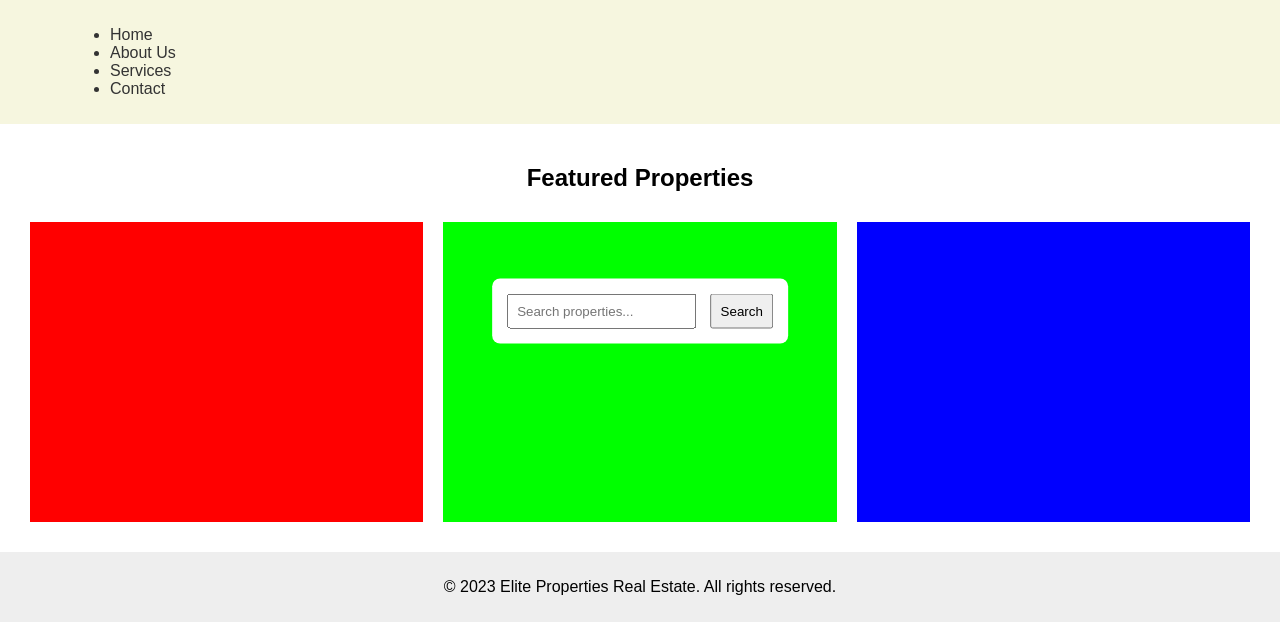 Home
About Us
Services
Contact
Featured Properties
Search properties...
Search
© 2023 Elite Properties Real Estate. All rights reserved.